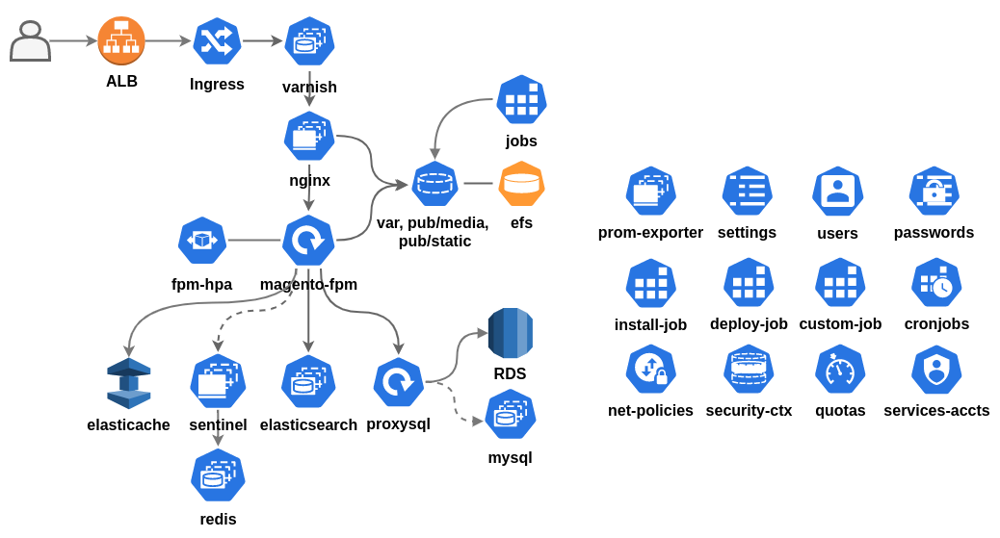 ALB
Ingress
varnish
jobs
nginx
var, pub/media,
pub/static
efs
fpm-hpa
magento-fpm
RDS
elasticache
sentinel
elasticsearch
proxysql
mysql
redis
prom-exporter
settings
users
passwords
install-job
deploy-job
custom-job
cronjobs
net-policies
security-ctx
quotas
services-accts